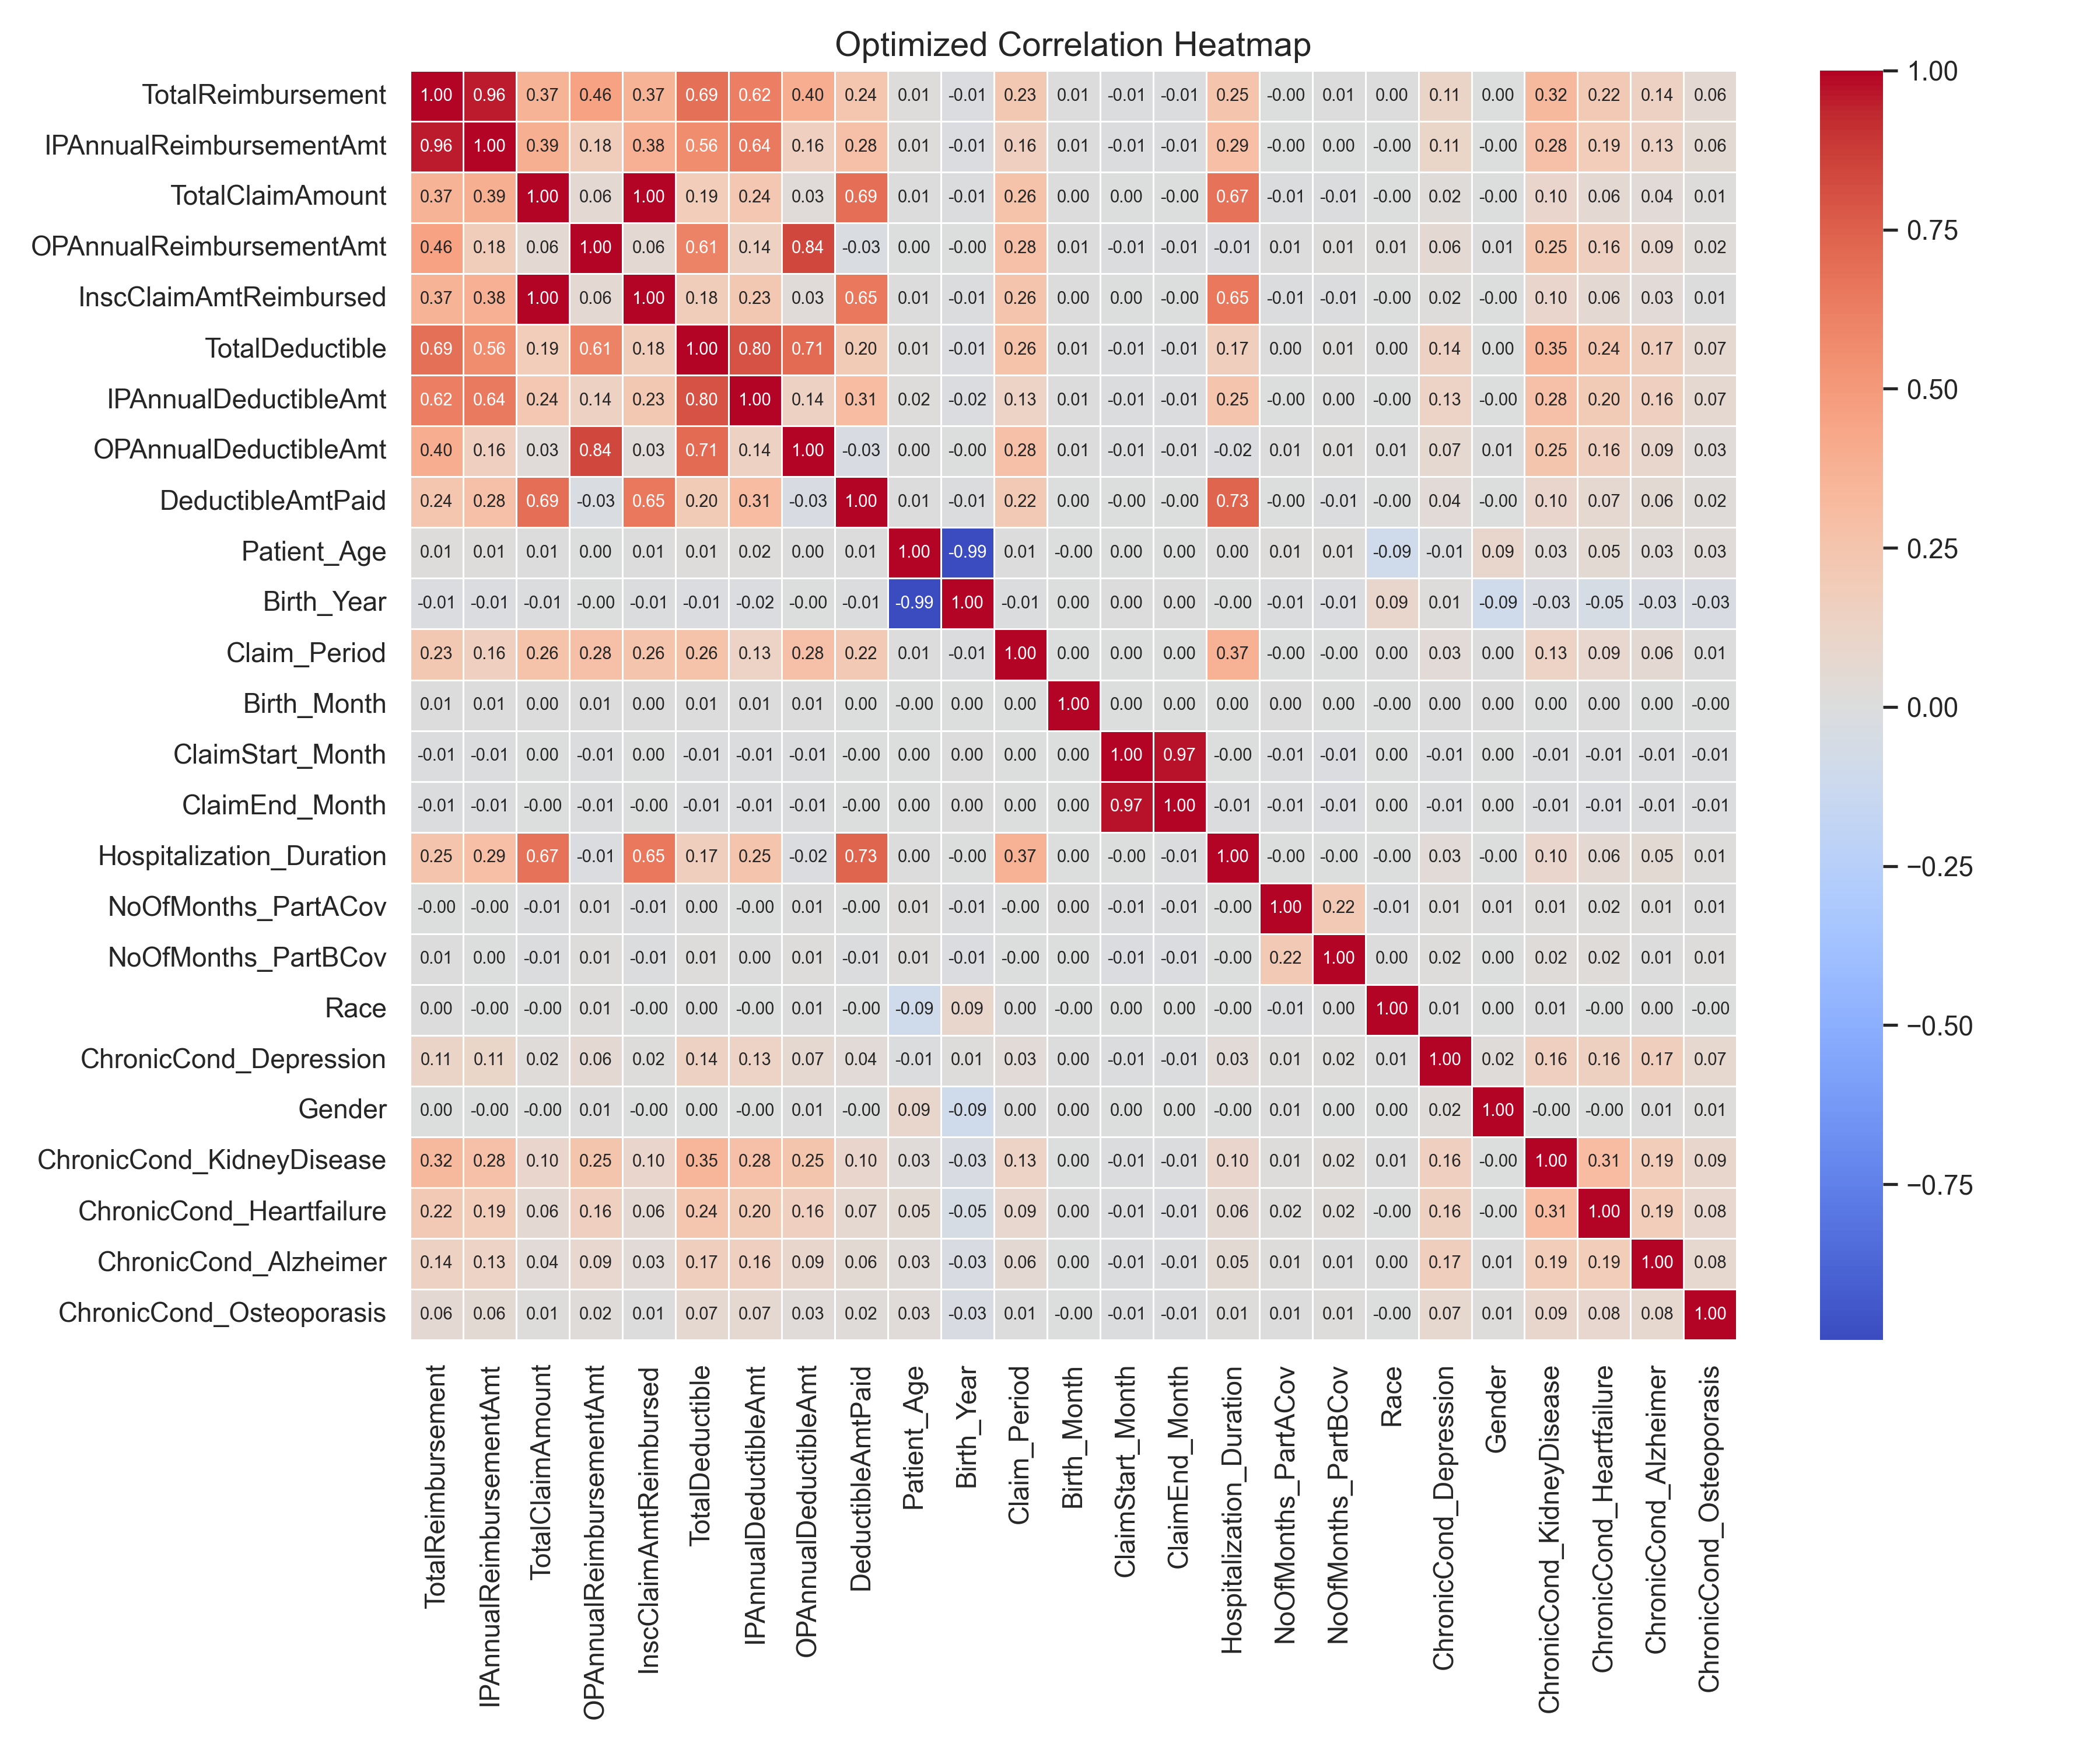 Optimized Correlation Heatmap
TotalReimbursement 1.00 0.96 0.37 0.46 0.37 0.69 0.62 0.40 0.24 0.01 -0.01 0.23 0.01 -0.01 -0.01 0.25 -0.00 0.01 0.00 0.11 0.00 0.32 0.22 0.14 0.06
IPAnnualReimbursementAmt 0.96 1.00 0.39 0.18 0.38 0.56 0.64 0.16 0.28 0.01 -0.01 0.16 0.01 -0.01 -0.01 0.29 -0.00 0.00 -0.00 0.11 -0.00 0.28 0.19 0.13 0.06
TotalClaimAmount 0.37 0.39 1.00 0.06 1.00 0.19 0.24 0.03 0.69 0.01 -0.01 0.26 0.00 0.00 -0.00 0.67 -0.01 -0.01 -0.00 0.02 -0.00 0.10 0.06 0.04 0.01
OPAnnualReimbursementAmt 0.46 0.18 0.06 1.00 0.06 0.61 0.14 0.84 -0.03 0.00 -0.00 0.28 0.01 -0.01 -0.01 -0.01 0.01 0.01 0.01 0.06 0.01 0.25 0.16 0.09 0.02
InscClaimAmtReimbursed 0.37 0.38 1.00 0.06 1.00 0.18 0.23 0.03 0.65 0.01 -0.01 0.26 0.00 0.00 -0.00 0.65 -0.01 -0.01 -0.00 0.02 -0.00 0.10 0.06 0.03 0.01
TotalDeductible 0.69 0.56 0.19 0.61 0.18 1.00 0.80 0.71 0.20 0.01 -0.01 0.26 0.01 -0.01 -0.01 0.17 0.00 0.01 0.00 0.14 0.00 0.35 0.24 0.17 0.07
IPAnnualDeductibleAmt 0.62 0.64 0.24 0.14 0.23 0.80 1.00 0.14 0.31 0.02 -0.02 0.13 0.01 -0.01 -0.01 0.25 -0.00 0.00 -0.00 0.13 -0.00 0.28 0.20 0.16 0.07
OPAnnualDeductibleAmt 0.40 0.16 0.03 0.84 0.03 0.71 0.14 1.00 -0.03 0.00 -0.00 0.28 0.01 -0.01 -0.01 -0.02 0.01 0.01 0.01 0.07 0.01 0.25 0.16 0.09 0.03
DeductibleAmtPaid 0.24 0.28 0.69 -0.03 0.65 0.20 0.31 -0.03 1.00 0.01 -0.01 0.22 0.00 -0.00 -0.00 0.73 -0.00 -0.01 -0.00 0.04 -0.00 0.10 0.07 0.06 0.02
Patient_Age 0.01 0.01 0.01 0.00 0.01 0.01 0.02 0.00 0.01 1.00 -0.99 0.01 -0.00 0.00 0.00 0.00 0.01 0.01 -0.09 -0.01 0.09 0.03 0.05 0.03 0.03
Birth_Year -0.01 -0.01 -0.01 -0.00 -0.01 -0.01 -0.02 -0.00 -0.01 -0.99 1.00 -0.01 0.00 0.00 0.00 -0.00 -0.01 -0.01 0.09 0.01 -0.09 -0.03 -0.05 -0.03 -0.03
Claim_Period 0.23 0.16 0.26 0.28 0.26 0.26 0.13 0.28 0.22 0.01 -0.01 1.00 0.00 0.00 0.00 0.37 -0.00 -0.00 0.00 0.03 0.00 0.13 0.09 0.06 0.01
Birth_Month 0.01 0.01 0.00 0.01 0.00 0.01 0.01 0.01 0.00 -0.00 0.00 0.00 1.00 0.00 0.00 0.00 0.00 0.00 -0.00 0.00 0.00 0.00 0.00 0.00 -0.00
ClaimStart_Month -0.01 -0.01 0.00 -0.01 0.00 -0.01 -0.01 -0.01 -0.00 0.00 0.00 0.00 0.00 1.00 0.97 -0.00 -0.01 -0.01 0.00 -0.01 0.00 -0.01 -0.01 -0.01 -0.01
ClaimEnd_Month -0.01 -0.01 -0.00 -0.01 -0.00 -0.01 -0.01 -0.01 -0.00 0.00 0.00 0.00 0.00 0.97 1.00 -0.01 -0.01 -0.01 0.00 -0.01 0.00 -0.01 -0.01 -0.01 -0.01
Hospitalization_Duration 0.25 0.29 0.67 -0.01 0.65 0.17 0.25 -0.02 0.73 0.00 -0.00 0.37 0.00 -0.00 -0.01 1.00 -0.00 -0.00 -0.00 0.03 -0.00 0.10 0.06 0.05 0.01
NoOfMonths_PartACov -0.00 -0.00 -0.01 0.01 -0.01 0.00 -0.00 0.01 -0.00 0.01 -0.01 -0.00 0.00 -0.01 -0.01 -0.00 1.00 0.22 -0.01 0.01 0.01 0.01 0.02 0.01 0.01
NoOfMonths_PartBCov 0.01 0.00 -0.01 0.01 -0.01 0.01 0.00 0.01 -0.01 0.01 -0.01 -0.00 0.00 -0.01 -0.01 -0.00 0.22 1.00 0.00 0.02 0.00 0.02 0.02 0.01 0.01
Race 0.00 -0.00 -0.00 0.01 -0.00 0.00 -0.00 0.01 -0.00 -0.09 0.09 0.00 -0.00 0.00 0.00 -0.00 -0.01 0.00 1.00 0.01 0.00 0.01 -0.00 0.00 -0.00
ChronicCond_Depression 0.11 0.11 0.02 0.06 0.02 0.14 0.13 0.07 0.04 -0.01 0.01 0.03 0.00 -0.01 -0.01 0.03 0.01 0.02 0.01 1.00 0.02 0.16 0.16 0.17 0.07
Gender 0.00 -0.00 -0.00 0.01 -0.00 0.00 -0.00 0.01 -0.00 0.09 -0.09 0.00 0.00 0.00 0.00 -0.00 0.01 0.00 0.00 0.02 1.00 -0.00 -0.00 0.01 0.01
ChronicCond_KidneyDisease 0.32 0.28 0.10 0.25 0.10 0.35 0.28 0.25 0.10 0.03 -0.03 0.13 0.00 -0.01 -0.01 0.10 0.01 0.02 0.01 0.16 -0.00 1.00 0.31 0.19 0.09
ChronicCond_Heartfailure 0.22 0.19 0.06 0.16 0.06 0.24 0.20 0.16 0.07 0.05 -0.05 0.09 0.00 -0.01 -0.01 0.06 0.02 0.02 -0.00 0.16 -0.00 0.31 1.00 0.19 0.08
ChronicCond_Alzheimer 0.14 0.13 0.04 0.09 0.03 0.17 0.16 0.09 0.06 0.03 -0.03 0.06 0.00 -0.01 -0.01 0.05 0.01 0.01 0.00 0.17 0.01 0.19 0.19 1.00 0.08
ChronicCond_Osteoporasis 0.06 0.06 0.01 0.02 0.01 0.07 0.07 0.03 0.02 0.03 -0.03 0.01 -0.00 -0.01 -0.01 0.01 0.01 0.01 -0.00 0.07 0.01 0.09 0.08 0.08 1.00
TotalReimbursement
IPAnnualReimbursementAmt
TotalClaimAmount
OPAnnualReimbursementAmt
InscClaimAmtReimbursed
TotalDeductible
IPAnnualDeductibleAmt
OPAnnualDeductibleAmt
DeductibleAmtPaid
Patient_Age
Birth_Year
Claim_Period
Birth_Month
ClaimStart_Month
ClaimEnd_Month
Hospitalization_Duration
NoOfMonths_PartACov
NoOfMonths_PartBCov
Race
ChronicCond_Depression
Gender
ChronicCond_KidneyDisease
ChronicCond_Heartfailure
ChronicCond_Alzheimer
ChronicCond_Osteoporasis
1.00
0.75
0.50
0.25
0.00
−0.25
−0.50
−0.75